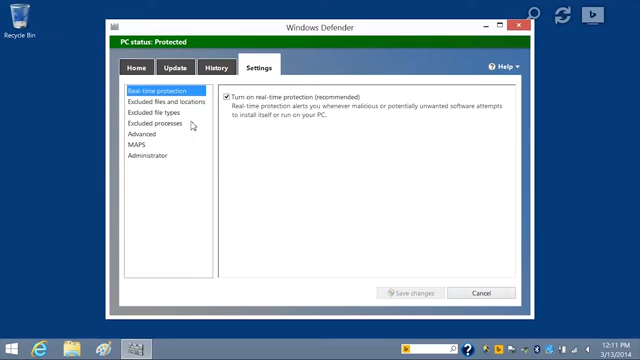 Recycle Bin
Windows Defender
PC status: Protected
Home
Update
History
Settings
Help
Real-time protection
Excluded files and locations
Excluded file types
Excluded processes
Advanced
MAPS
Administrator
Turn on real-time protection (recommended)
Real-time protection alerts you whenever malicious or potentially unwanted software attempts
to install itself or run on your PC.
Save changes
Cancel
12:11 PM
3/13/2014